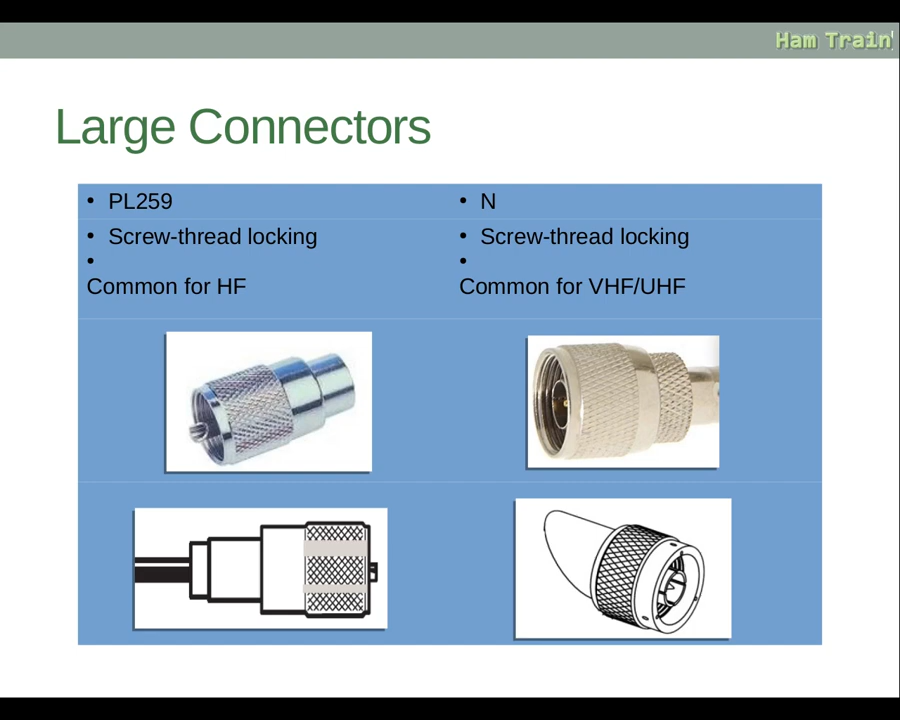 Ham Train
Large Connectors
• PL259
• N
• Screw-thread locking
•
Common for HF
• Screw-thread locking
•
Common for VHF/UHF